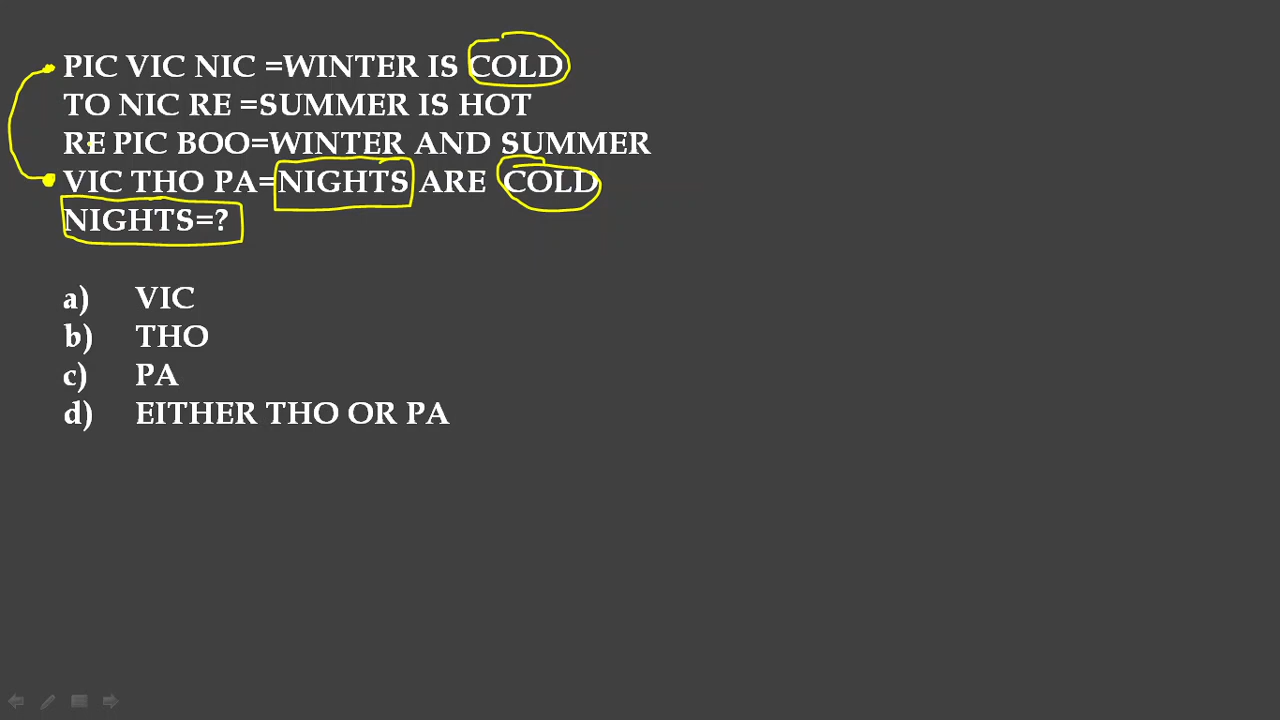 PIC VIC NIC =WINTER IS COLD
TO NIC RE =SUMMER IS HOT
RE PIC BOO=WINTER AND SUMMER
VIC THO PA=NIGHTS ARE COLD
NIGHTS=?
a) VIC
b) THO
c) PA
d) EITHER THO OR PA